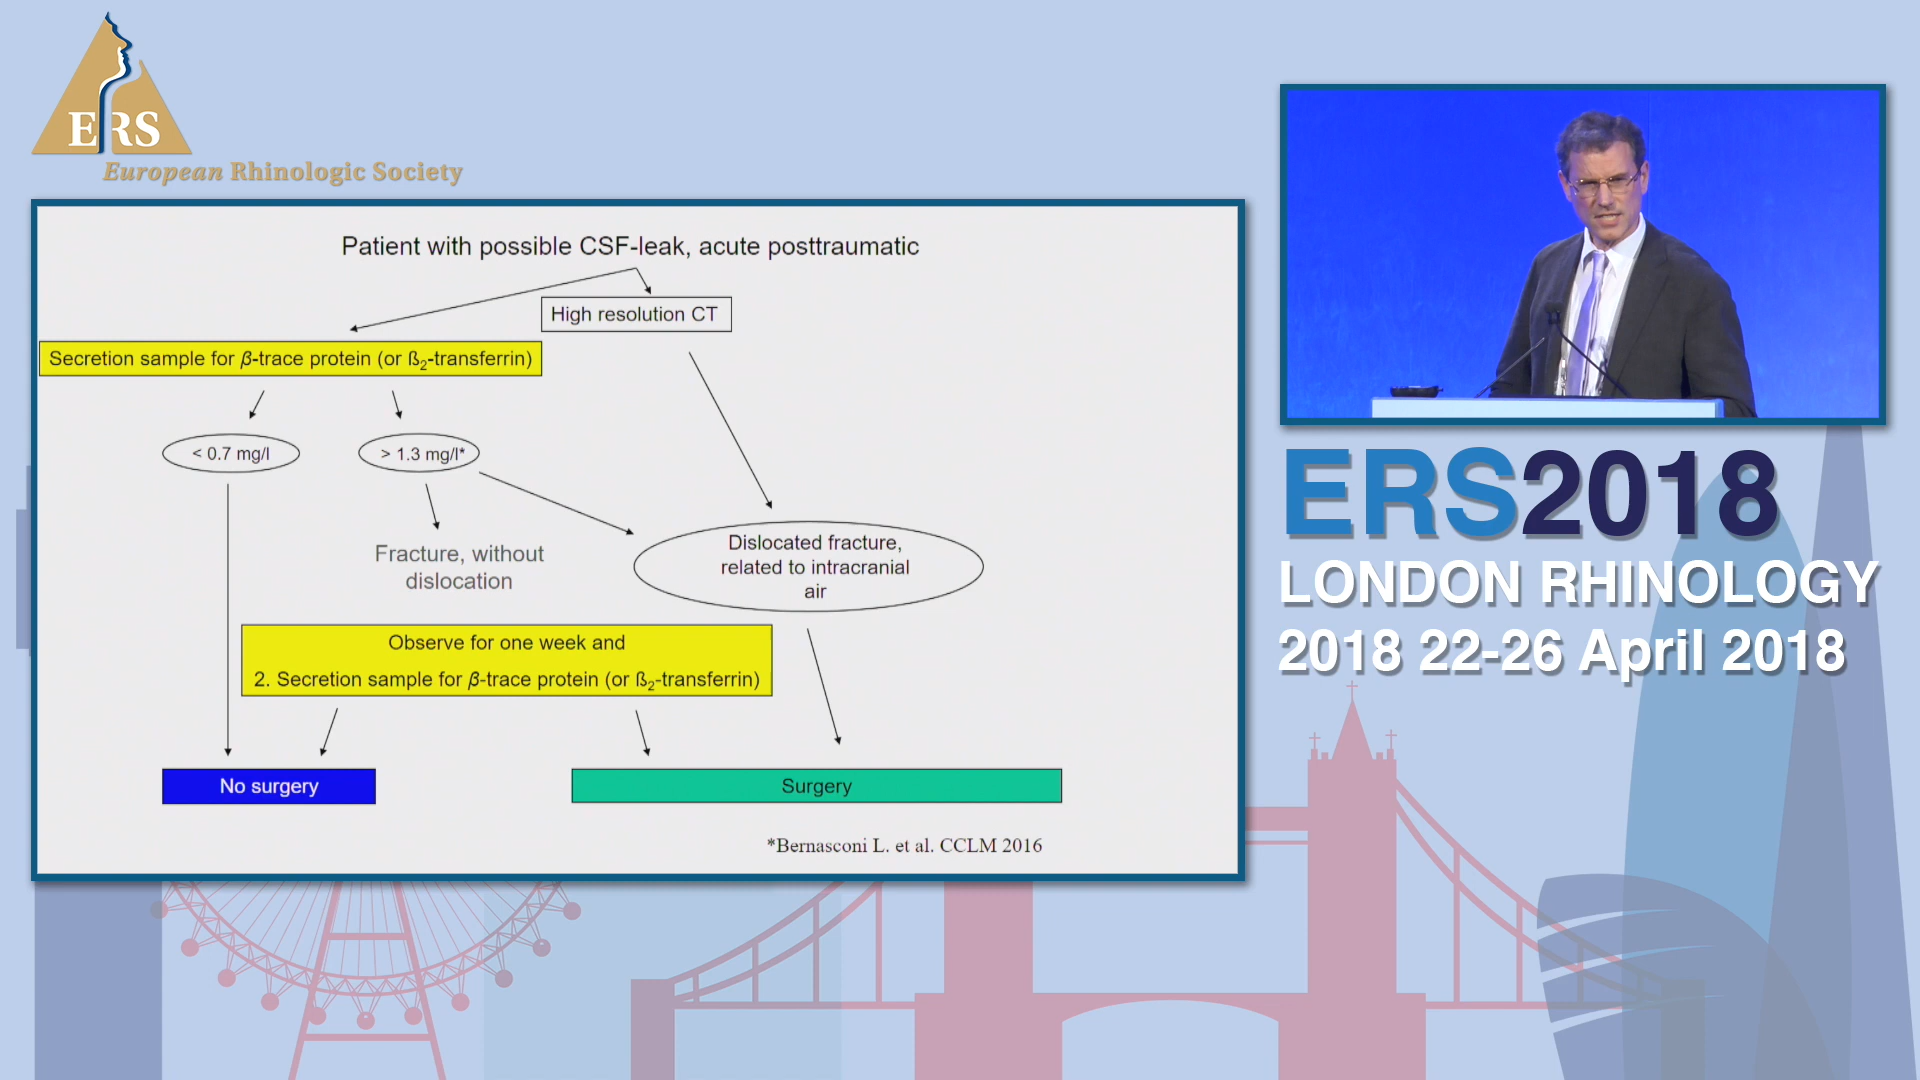 ERS
European Rhinologic Society
Patient with possible CSF-leak, acute posttraumatic
High resolution CT
Secretion sample for β-trace protein (or ß₂-transferrin)
< 0.7 mg/l
> 1.3 mg/l*
Fracture, without
dislocation
Dislocated fracture,
related to intracranial
air
Observe for one week and
2. Secretion sample for β-trace protein (or ß₂-transferrin)
No surgery
Surgery
*Bernasconi L. et al. CCLM 2016
ERS2018
LONDON RHINOLOGY
2018 22-26 April 2018